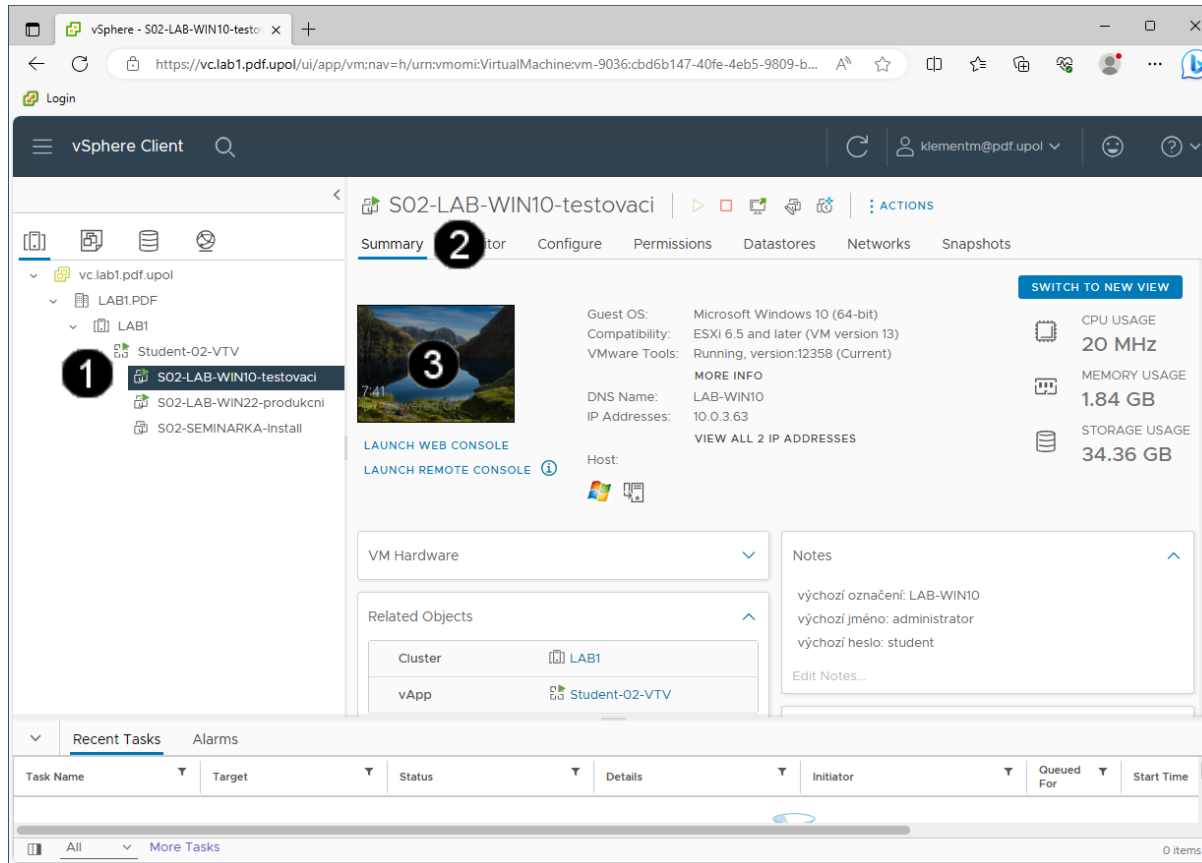 vSphere - S02-LAB-WIN10-testov
https://vc.lab1.pdf.upol/ui/app/vm;nav=h/urn:vmomi:VirtualMachine:vm-9036:cbd6b147-40fe-4eb5-9809-b...
Login
vSphere Client
klementm@pdf.upol
S02-LAB-WIN10-testovaci
ACTIONS
Summary 2 itor Configure Permissions Datastores Networks Snapshots
vc.lab1.pdf.upol
LAB1.PDF
LAB1
Student-02-VTV
1
S02-LAB-WIN10-testovaci
S02-LAB-WIN22-produkcni
S02-SEMINARKA-Install
SWITCH TO NEW VIEW
3
7:41
Powered On
LAUNCH WEB CONSOLE
LAUNCH REMOTE CONSOLE
Guest OS: Microsoft Windows 10 (64-bit)
Compatibility: ESXi 6.5 and later (VM version 13)
VMware Tools: Running, version:12358 (Current)
MORE INFO
DNS Name: LAB-WIN10
IP Addresses: 10.0.3.63
VIEW ALL 2 IP ADDRESSES
Host:
CPU USAGE
20 MHz
MEMORY USAGE
1.84 GB
STORAGE USAGE
34.36 GB
VM Hardware
Related Objects
Cluster LAB1
vApp Student-02-VTV
Notes
výchozí označení: LAB-WIN10
výchozí jméno: administrator
výchozí heslo: student
Edit Notes...
Recent Tasks Alarms
Task Name Target Status Details Initiator Queued For Start Time
All More Tasks
0 items